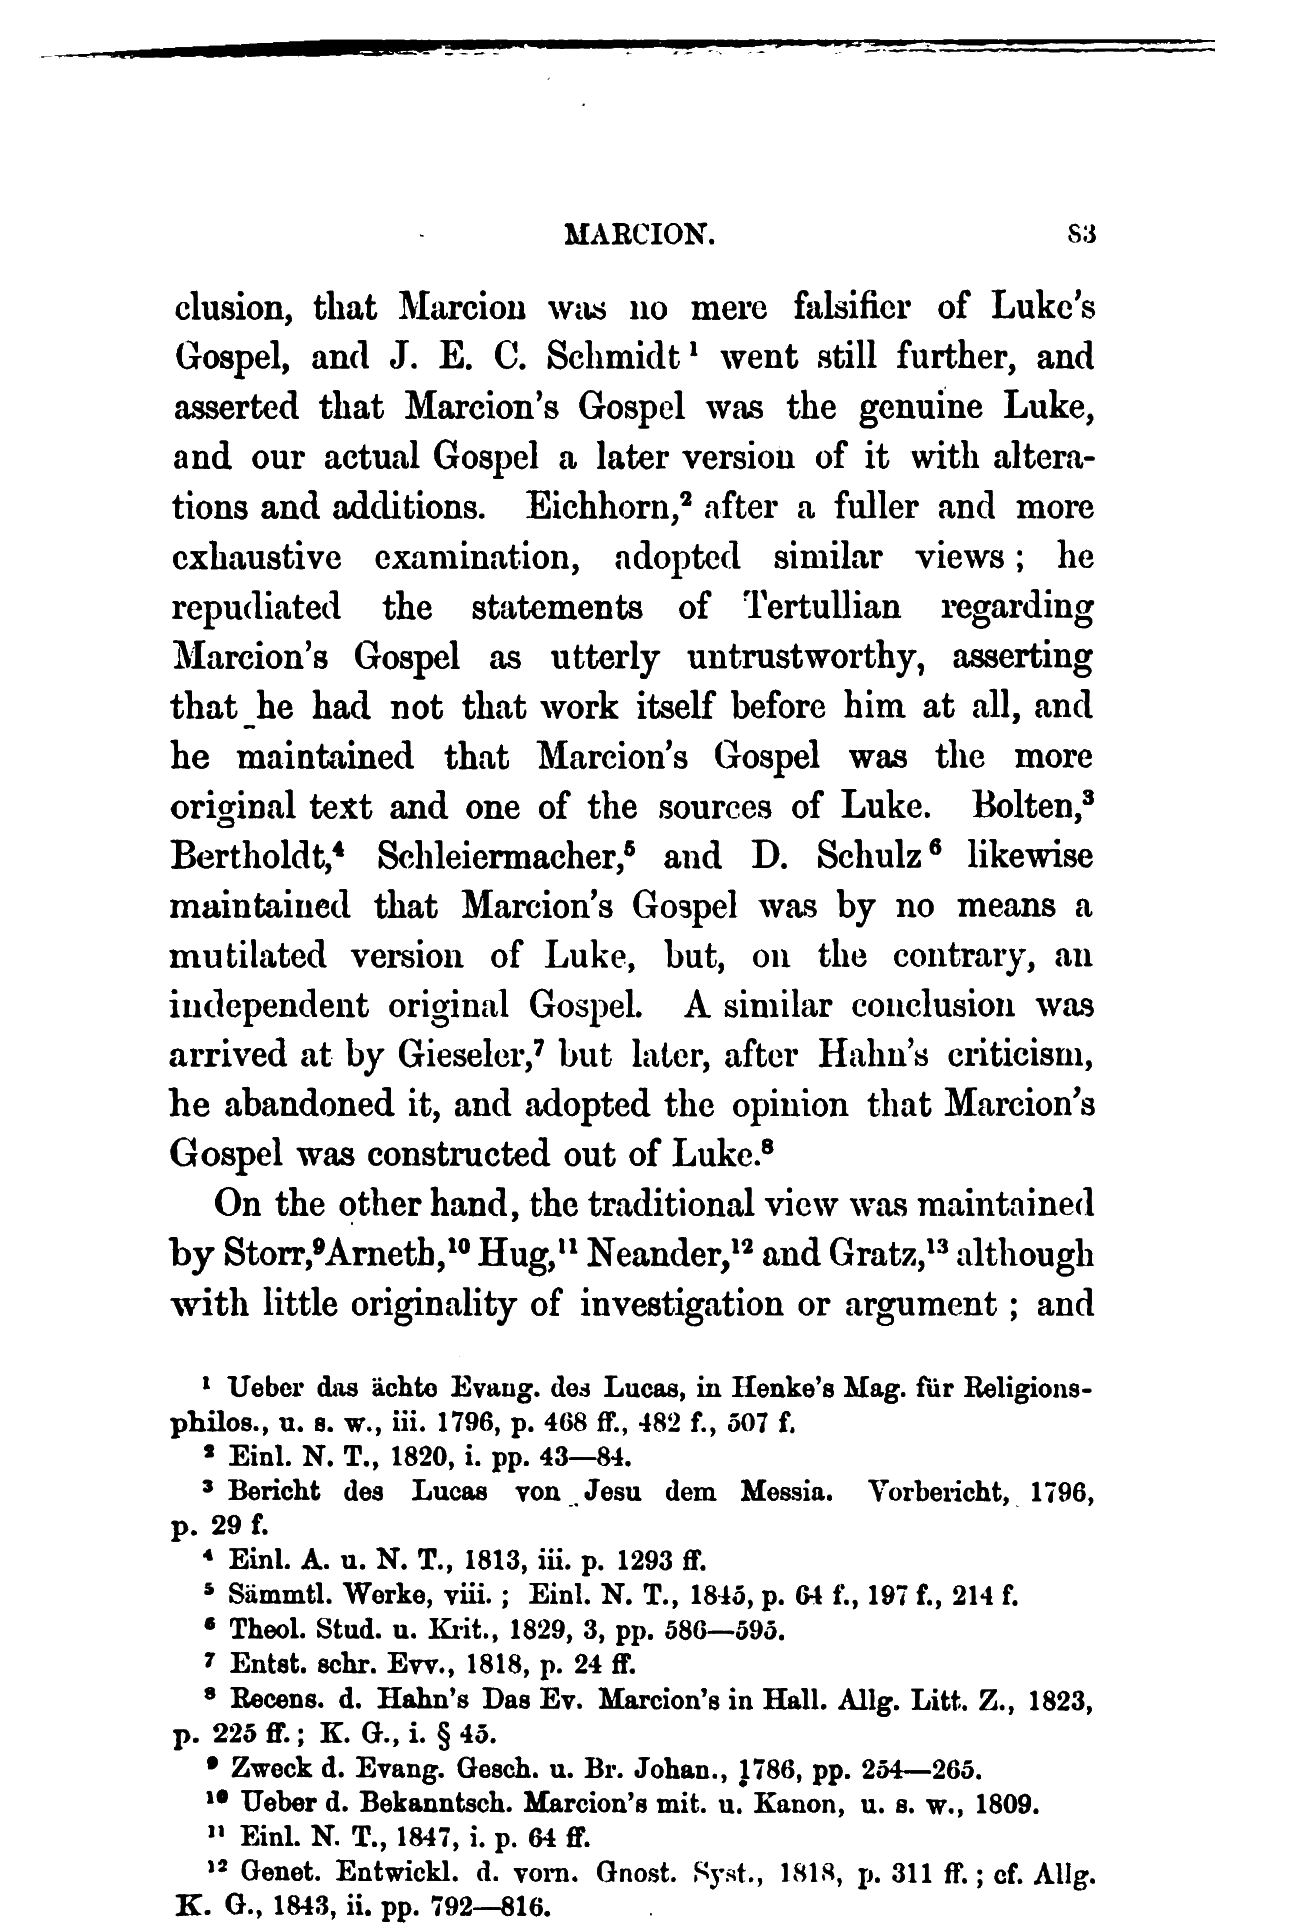 MARCION. 83
clusion, that Marcion was no mere falsifier of Luke's
Gospel, and J. E. C. Schmidt ¹ went still further, and
asserted that Marcion's Gospel was the genuine Luke,
and our actual Gospel a later version of it with altera-
tions and additions. Eichhorn,² after a fuller and more
exhaustive examination, adopted similar views ; he
repudiated the statements of Tertullian regarding
Marcion's Gospel as utterly untrustworthy, asserting
that he had not that work itself before him at all, and
he maintained that Marcion's Gospel was the more
original text and one of the sources of Luke. Bolten,³
Bertholdt,⁴ Schleiermacher,⁵ and D. Schulz ⁶ likewise
maintained that Marcion's Gospel was by no means a
mutilated version of Luke, but, on the contrary, an
independent original Gospel. A similar conclusion was
arrived at by Gieseler,⁷ but later, after Hahn's criticism,
he abandoned it, and adopted the opinion that Marcion's
Gospel was constructed out of Luke.⁸
On the other hand, the traditional view was maintained
by Storr,⁹ Arneth,¹⁰ Hug,¹¹ Neander,¹² and Gratz,¹³ although
with little originality of investigation or argument ; and
¹ Ueber das ächte Evang. des Lucas, in Henke's Mag. für Religions-
philos., u. s. w., iii. 1796, p. 468 ff., 482 f., 507 f.
² Einl. N. T., 1820, i. pp. 43—84.
³ Bericht des Lucas von Jesu dem Messia. Vorbericht, 1796,
p. 29 f.
⁴ Einl. A. u. N. T., 1813, iii. p. 1293 ff.
⁵ Sämmtl. Werke, viii. ; Einl. N. T., 1845, p. 64 f., 197 f., 214 f.
⁶ Theol. Stud. u. Krit., 1829, 3, pp. 586—595.
⁷ Entst. schr. Evv., 1818, p. 24 ff.
⁸ Recens. d. Hahn's Das Ev. Marcion's in Hall. Allg. Litt. Z., 1823,
p. 225 ff. ; K. G., i. § 45.
⁹ Zweck d. Evang. Gesch. u. Br. Johan., 1786, pp. 254—265.
¹⁰ Ueber d. Bekanntsch. Marcion's mit. u. Kanon, u. s. w., 1809.
¹¹ Einl. N. T., 1847, i. p. 64 ff.
¹² Genet. Entwickl. d. vorn. Gnost. Syst., 1818, p. 311 ff. ; cf. Allg.
K. G., 1843, ii. pp. 792—816.